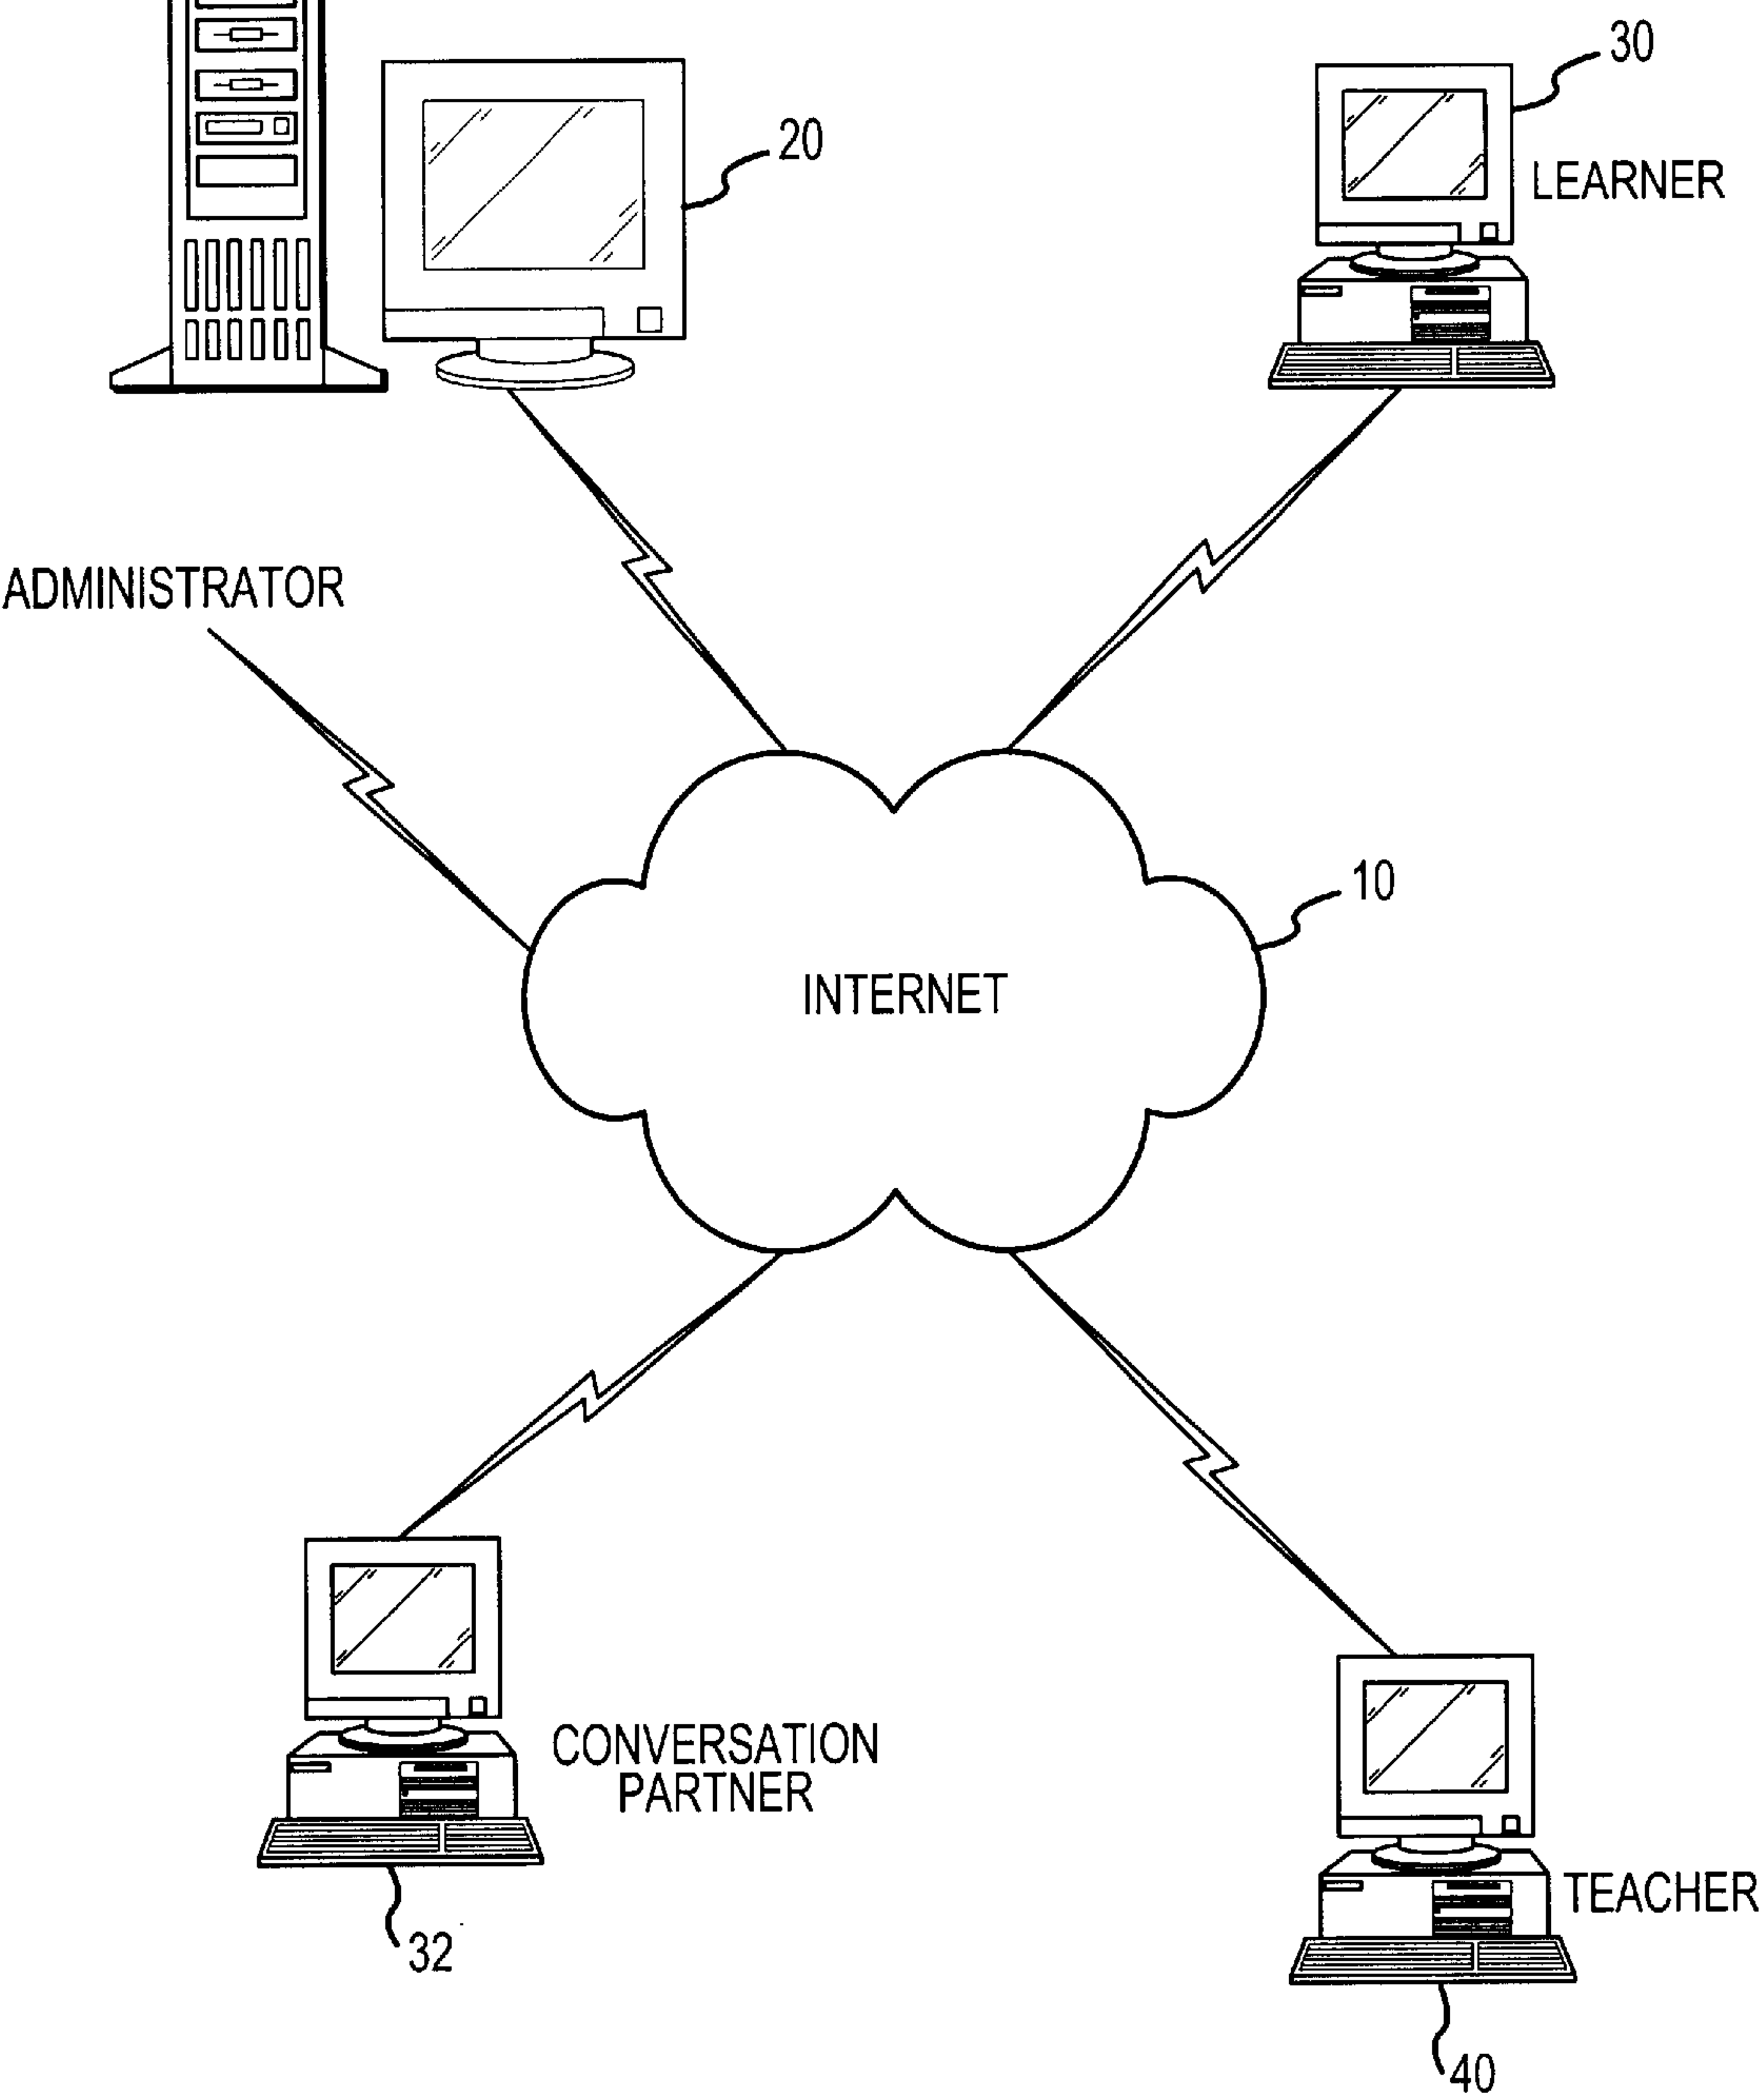 30
20
LEARNER
ADMINISTRATOR
10
INTERNET
CONVERSATION
PARTNER
TEACHER
32
40